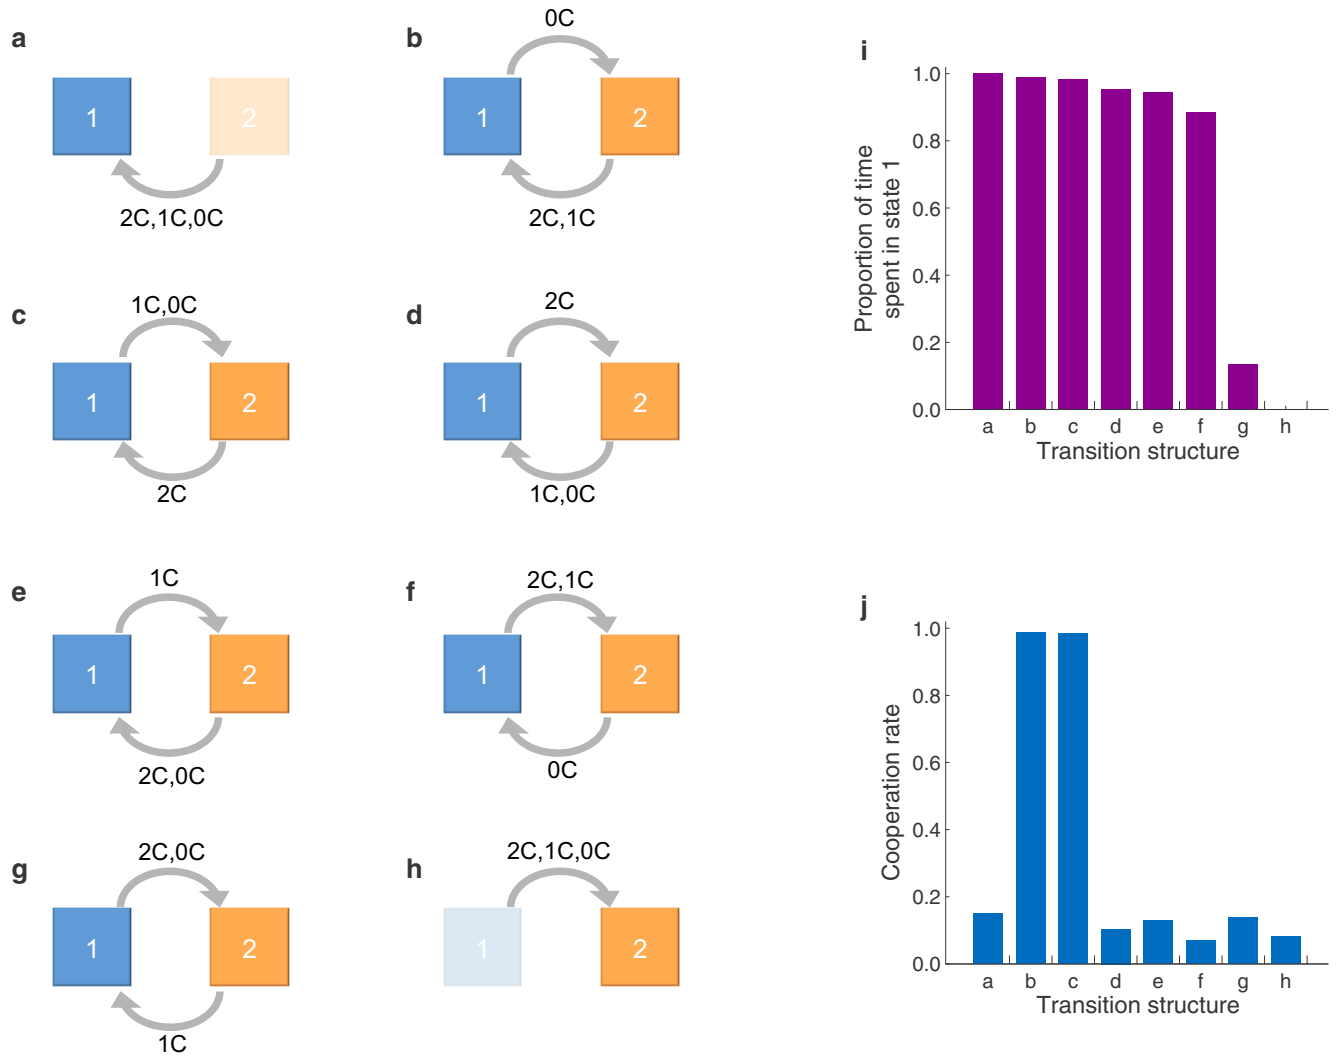 a
1
2
2C,1C,0C
b
0C
1
2
2C,1C
c
1C,0C
1
2
2C
d
2C
1
2
1C,0C
e
1C
1
2
2C,0C
f
2C,1C
1
2
0C
g
2C,0C
1
2
1C
h
2C,1C,0C
1
2
i
Proportion of time
spent in state 1
1.0
0.8
0.6
0.4
0.2
0.0
a b c d e f g h
Transition structure
j
Cooperation rate
1.0
0.8
0.6
0.4
0.2
0.0
a b c d e f g h
Transition structure